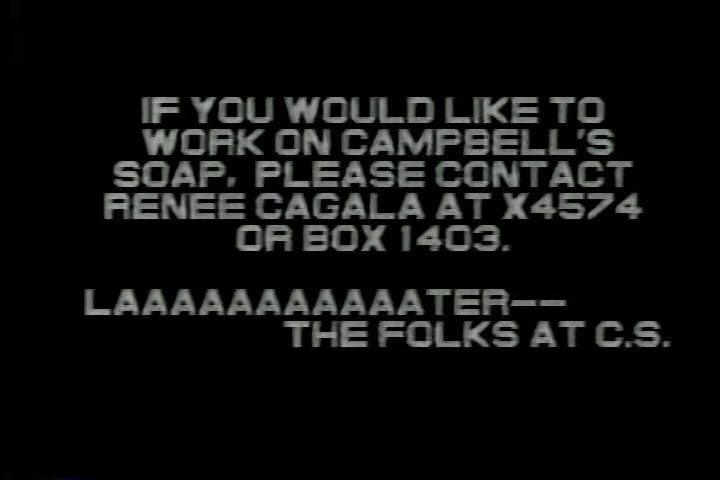 IF YOU WOULD LIKE TO
WORK ON CAMPBELL'S
SOAP, PLEASE CONTACT
RENEE CAGALA AT X4574
OR BOX 1403.
LAAAAAAAAAAAATER--
THE FOLKS AT C.S.